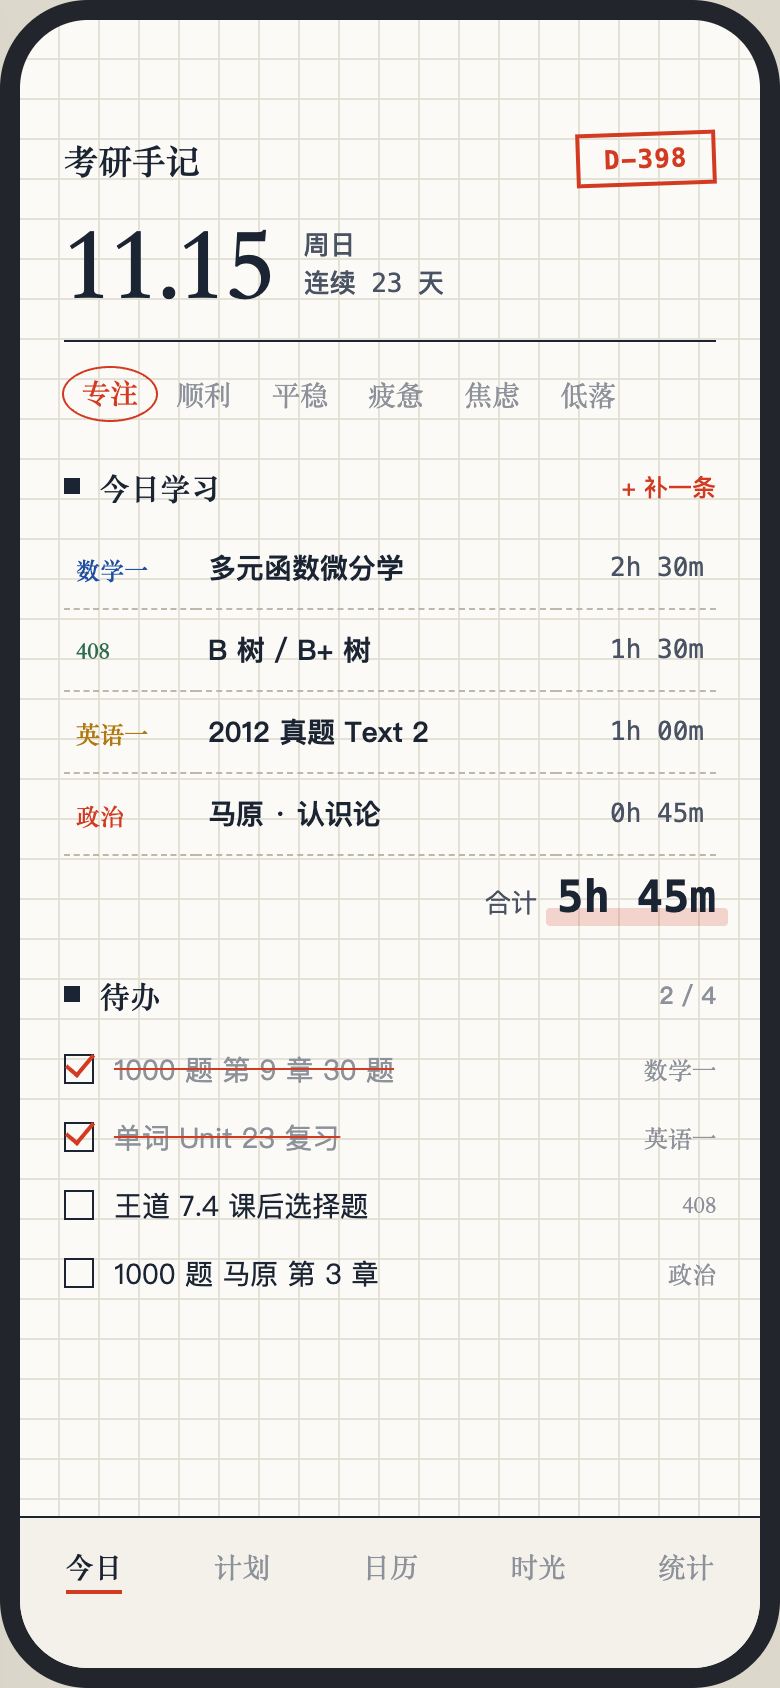 考研手记
D-398
11.15
周日
连续 23 天
专注 顺利 平稳 疲惫 焦虑 低落
今日学习 + 补一条
数学一 多元函数微分学 2h 30m
408 B 树 / B+ 树 1h 30m
英语一 2012 真题 Text 2 1h 00m
政治 马原 · 认识论 0h 45m
合计 5h 45m
待办 2 / 4
1000 题 第 9 章 30 题 数学一
单词 Unit 23 复习 英语一
王道 7.4 课后选择题 408
1000 题 马原 第 3 章 政治
今日 计划 日历 时光 统计